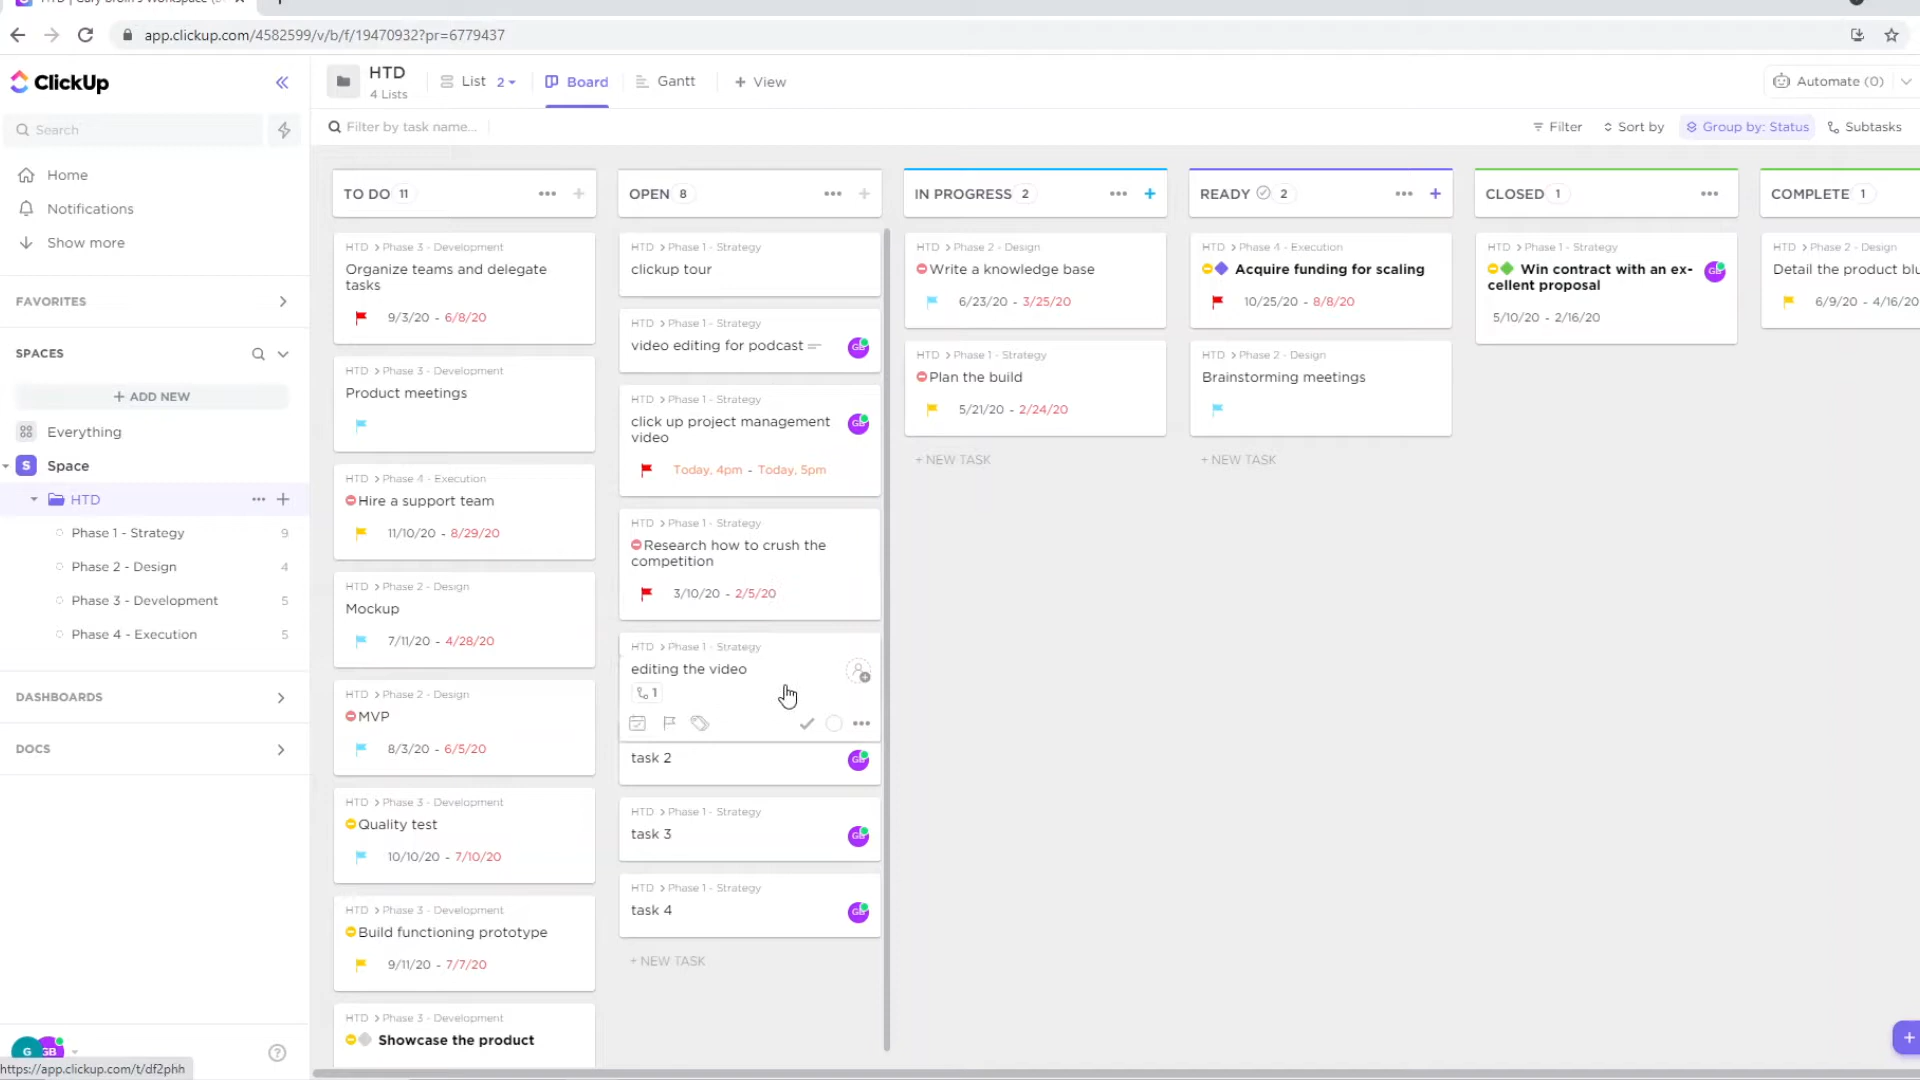 app.clickup.com/4582599/v/b/f/19470932?pr=6779437
ClickUp
Search
Home
Notifications
Show more
FAVORITES
SPACES
+ ADD NEW
Everything
S Space
HTD
Phase 1 - Strategy 9
Phase 2 - Design 4
Phase 3 - Development 5
Phase 4 - Execution 5
DASHBOARDS
DOCS
G GB
https://app.clickup.com/t/df2phh
HTD
4 Lists
List 2
Board
Gantt
+ View
Automate (0)
Filter by task name...
Filter
Sort by
Group by: Status
Subtasks
TO DO 11
HTD > Phase 3 - Development
Organize teams and delegate
tasks
9/3/20 - 6/8/20
HTD > Phase 3 - Development
Product meetings
HTD > Phase 4 - Execution
Hire a support team
11/10/20 - 8/29/20
HTD > Phase 2 - Design
Mockup
7/11/20 - 4/28/20
HTD > Phase 2 - Design
MVP
8/3/20 - 6/5/20
HTD > Phase 3 - Development
Quality test
10/10/20 - 7/10/20
HTD > Phase 3 - Development
Build functioning prototype
9/11/20 - 7/7/20
HTD > Phase 3 - Development
Showcase the product
OPEN 8
HTD > Phase 1 - Strategy
clickup tour
HTD > Phase 1 - Strategy
video editing for podcast
GB
HTD > Phase 1 - Strategy
click up project management
video
GB
Today, 4pm - Today, 5pm
HTD > Phase 1 - Strategy
Research how to crush the
competition
3/10/20 - 2/5/20
HTD > Phase 1 - Strategy
editing the video
1
task 2
GB
HTD > Phase 1 - Strategy
task 3
GB
HTD > Phase 1 - Strategy
task 4
GB
+ NEW TASK
IN PROGRESS 2
HTD > Phase 2 - Design
Write a knowledge base
6/23/20 - 3/25/20
HTD > Phase 1 - Strategy
Plan the build
5/21/20 - 2/24/20
+ NEW TASK
READY 2
HTD > Phase 4 - Execution
Acquire funding for scaling
10/25/20 - 8/8/20
HTD > Phase 2 - Design
Brainstorming meetings
+ NEW TASK
CLOSED 1
HTD > Phase 1 - Strategy
Win contract with an ex-
cellent proposal
GB
5/10/20 - 2/16/20
COMPLETE 1
HTD > Phase 2 - Design
Detail the product blu
6/9/20 - 4/16/20